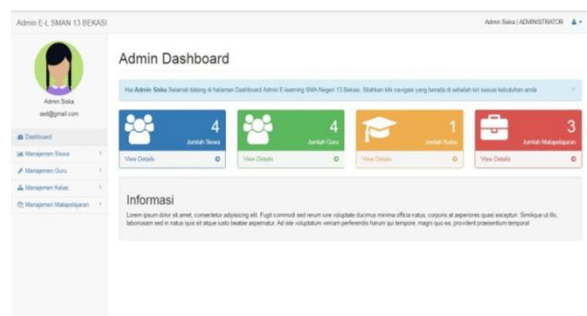 Admin E-L SMAN 13 BEKASI
Admin Siska | ADMINISTRATOR
Admin Siska
asd@gmail.com
Dashboard
Manajemen Siswa
Manajemen Guru
Manajemen Kelas
Manajemen Matapelajaran
Admin Dashboard
Hai Admin Siska Selamat datang di halaman Dashboard Admin E-learning SMA Negeri 13 Bekasi. Silahkan klik navigasi yang berada di sebelah kiri sesuai kebutuhan anda
4
Jumlah Siswa
View Details
4
Jumlah Guru
View Details
1
Jumlah Kelas
View Details
3
Jumlah Matapelajaran
View Details
Informasi
Lorem ipsum dolor sit amet, consectetur adipisicing elit. Fugit commodi sed rerum iure voluptate ducimus minima officia natus, corporis at asperiores quasi excepturi. Similique ut illo,
laboriosam sed in natus quis sit atque iusto beatae aspernatur. Ad iste voluptatum veniam perferendis harum qui tempore, magni quo ea, provident praesentium tempora!